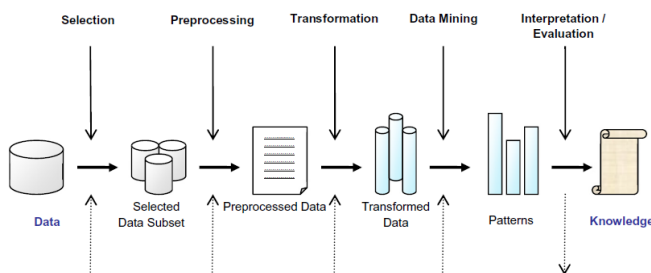 Selection
Preprocessing
Transformation
Data Mining
Interpretation /
Evaluation
Data
Selected
Data Subset
Preprocessed Data
Transformed
Data
Patterns
Knowledge